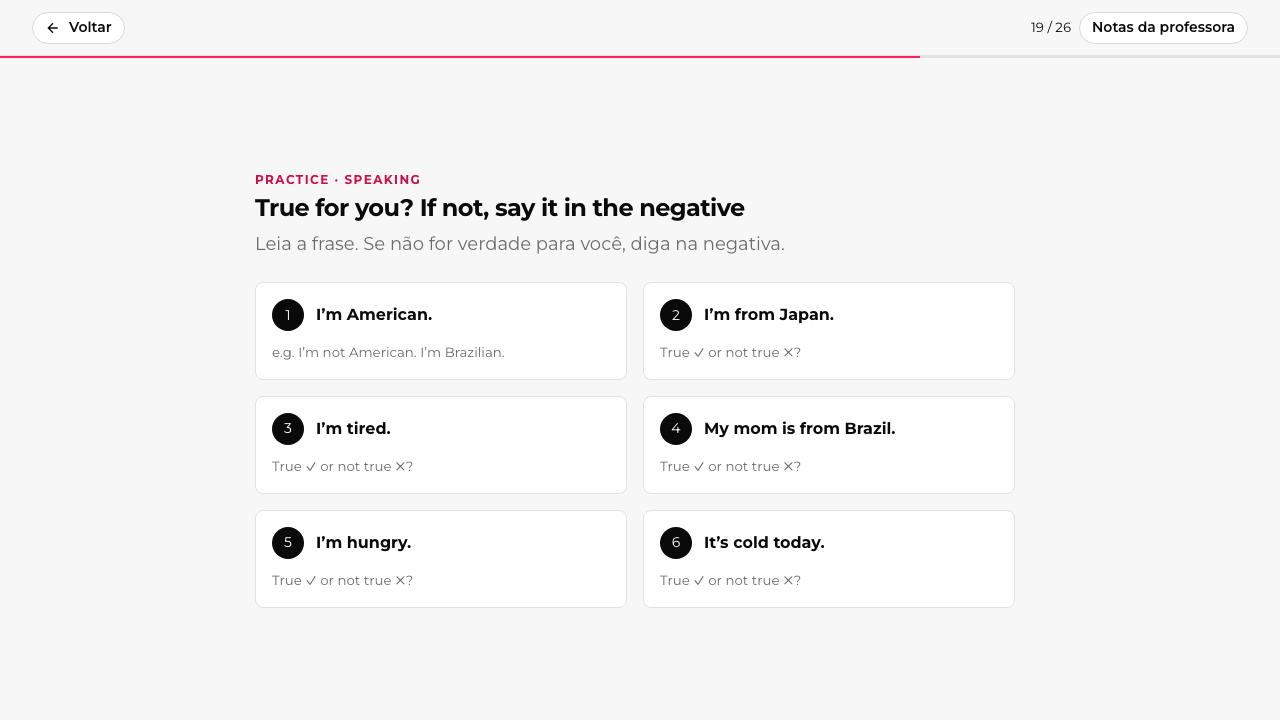 ← Voltar
19 / 26
Notas da professora
PRACTICE · SPEAKING
True for you? If not, say it in the negative
Leia a frase. Se não for verdade para você, diga na negativa.
1 I’m American.
e.g. I’m not American. I’m Brazilian.
2 I’m from Japan.
True ✓ or not true ✕?
3 I’m tired.
True ✓ or not true ✕?
4 My mom is from Brazil.
True ✓ or not true ✕?
5 I’m hungry.
True ✓ or not true ✕?
6 It’s cold today.
True ✓ or not true ✕?